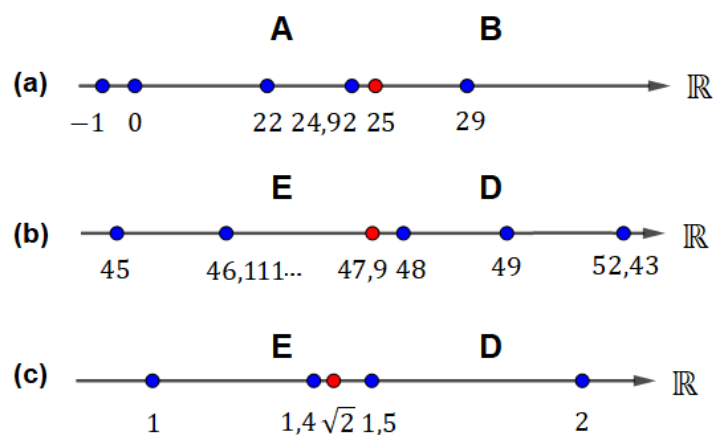 A B
(a) ℝ
−1 0 22 24,92 25 29
E D
(b) ℝ
45 46,111... 47,9 48 49 52,43
E D
(c) ℝ
1 1,4 √2 1,5 2